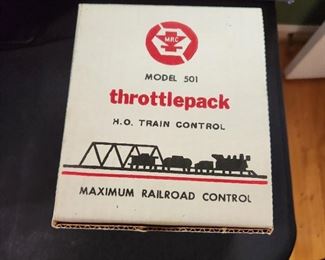 MRC
MODEL 501
throttlepack
H.O. TRAIN CONTROL
MAXIMUM RAILROAD CONTROL